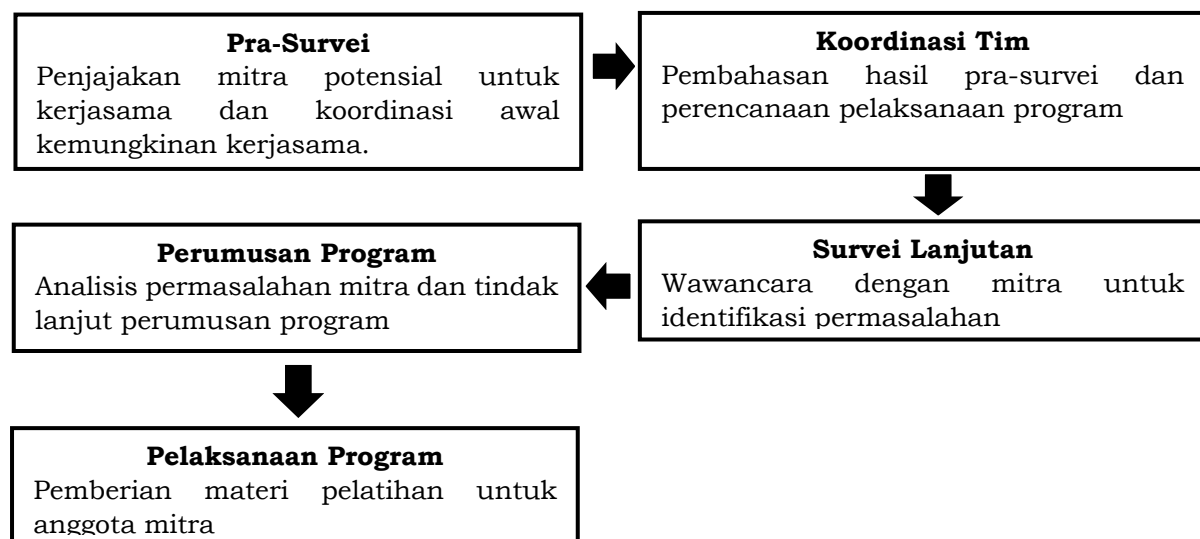 Pra-Survei
Penjajakan mitra potensial untuk
kerjasama dan koordinasi awal
kemungkinan kerjasama.
Koordinasi Tim
Pembahasan hasil pra-survei dan
perencanaan pelaksanaan program
Survei Lanjutan
Wawancara dengan mitra untuk
identifikasi permasalahan
Perumusan Program
Analisis permasalahan mitra dan tindak
lanjut perumusan program
Pelaksanaan Program
Pemberian materi pelatihan untuk
anggota mitra